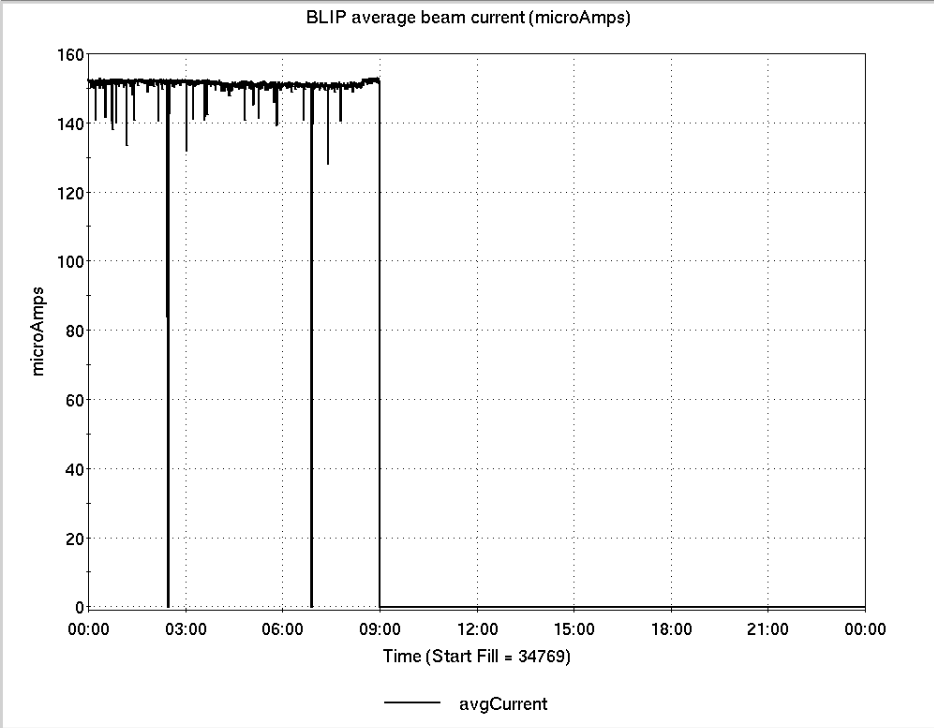 BLIP average beam current (microAmps)
160
140
120
100
80
60
40
20
0
microAmps
00:00 03:00 06:00 09:00 12:00 15:00 18:00 21:00 00:00
Time (Start Fill = 34769)
avgCurrent